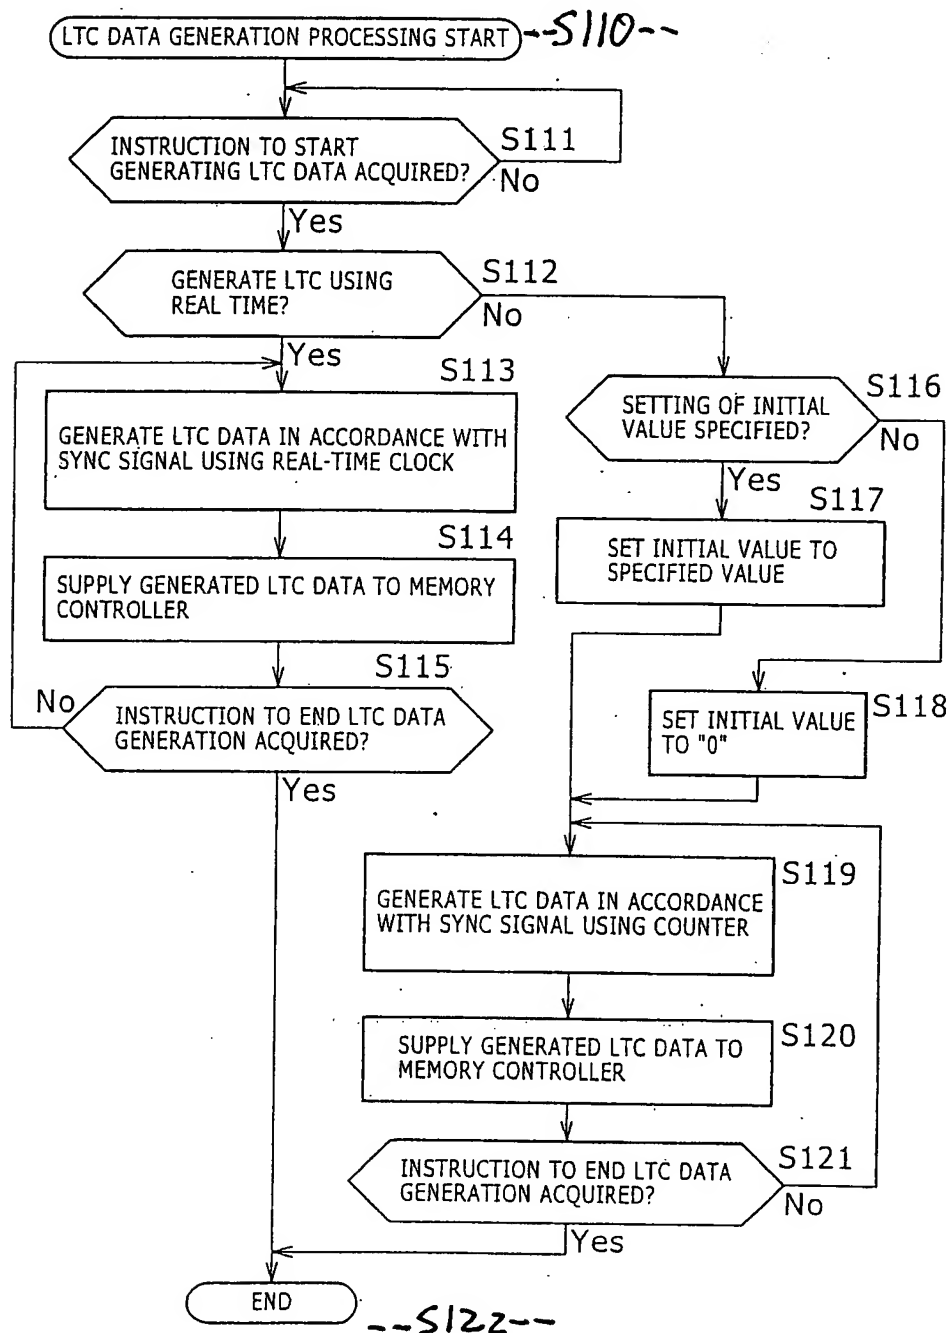 LTC DATA GENERATION PROCESSING START --S110--
INSTRUCTION TO START
GENERATING LTC DATA ACQUIRED?
S111
No
Yes
GENERATE LTC USING
REAL TIME?
S112
No
Yes
S113
GENERATE LTC DATA IN ACCORDANCE WITH
SYNC SIGNAL USING REAL-TIME CLOCK
S114
SUPPLY GENERATED LTC DATA TO MEMORY
CONTROLLER
S115
No
INSTRUCTION TO END LTC DATA
GENERATION ACQUIRED?
Yes
S116
SETTING OF INITIAL
VALUE SPECIFIED?
No
Yes
S117
SET INITIAL VALUE TO
SPECIFIED VALUE
S118
SET INITIAL VALUE
TO "0"
S119
GENERATE LTC DATA IN ACCORDANCE
WITH SYNC SIGNAL USING COUNTER
S120
SUPPLY GENERATED LTC DATA TO
MEMORY CONTROLLER
S121
INSTRUCTION TO END LTC DATA
GENERATION ACQUIRED?
No
Yes
END
--S122--